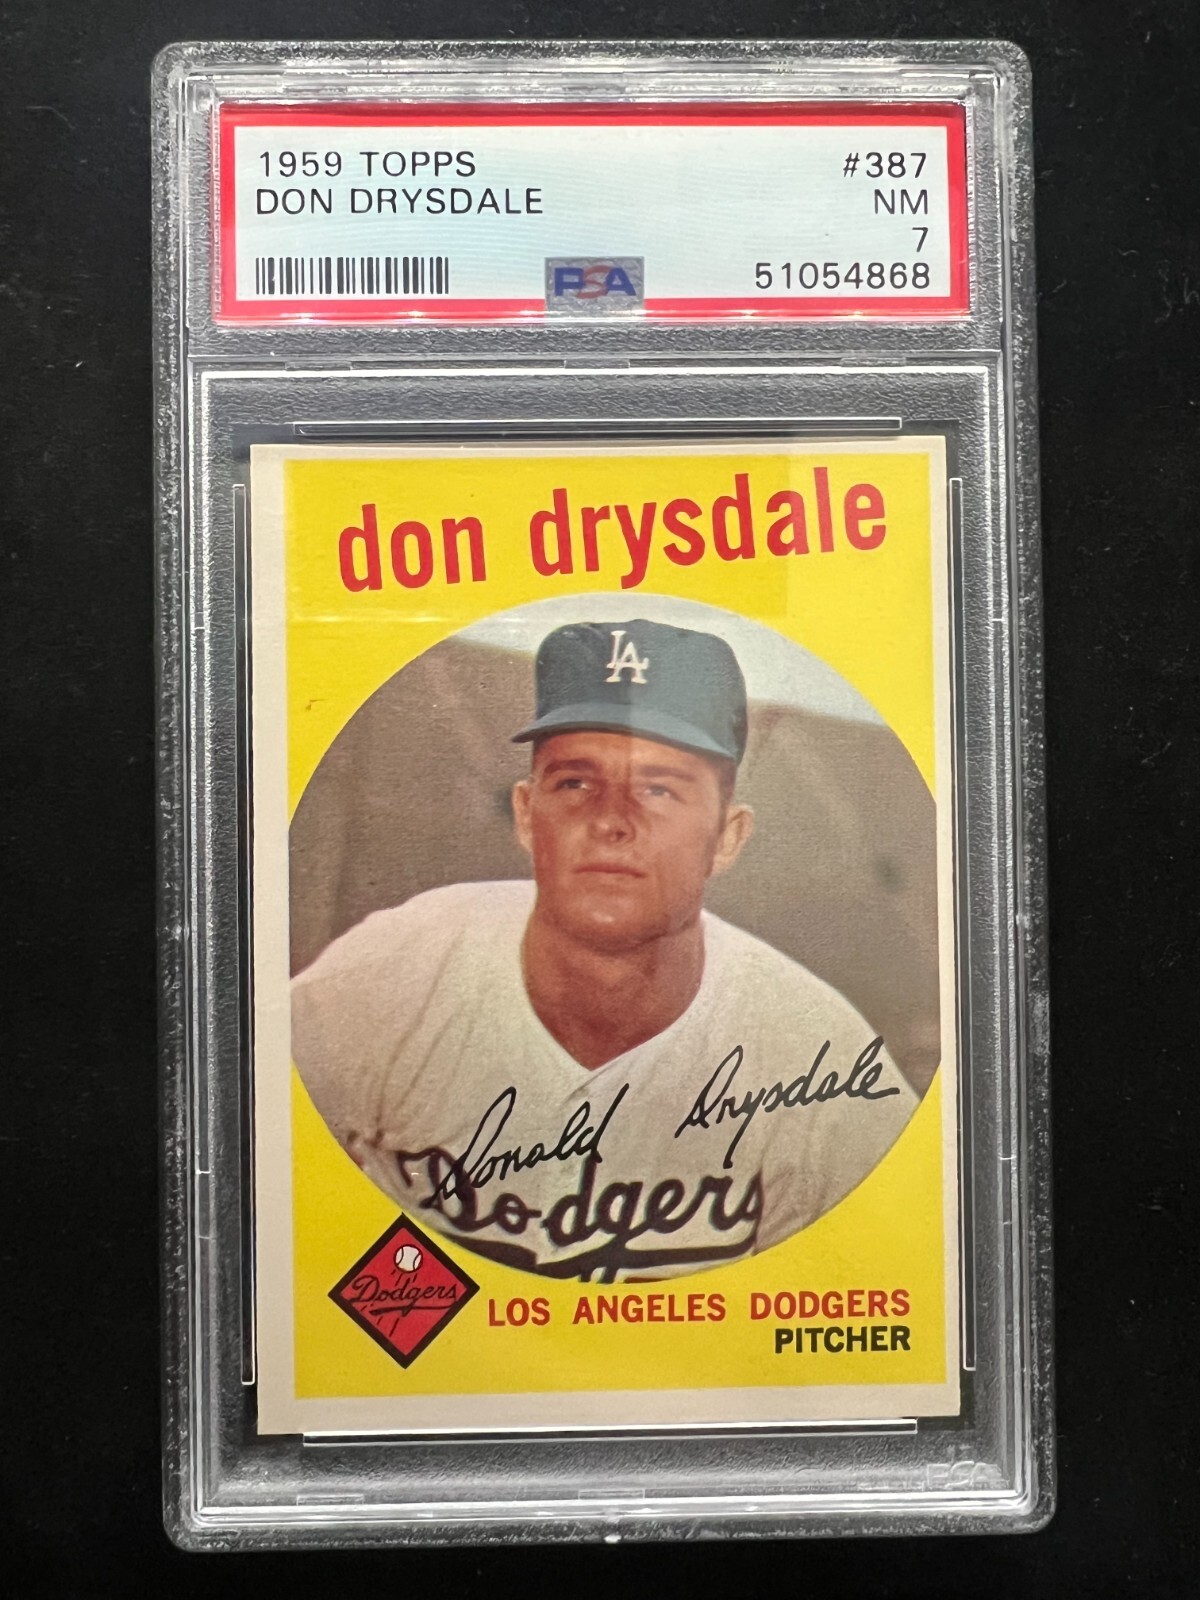 1959 TOPPS #387
DON DRYSDALE NM
7
PSA 51054868
don drysdale
LA
Donald Drysdale
Dodgers
Dodgers
LOS ANGELES DODGERS
PITCHER
PSA